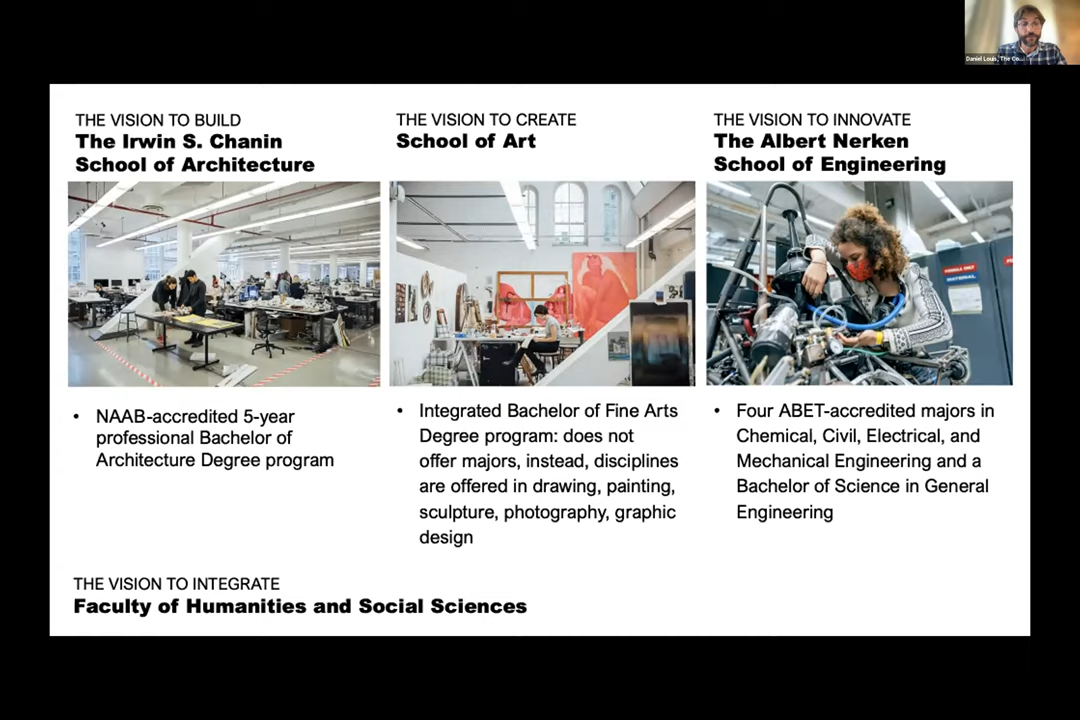 Daniel Louis, The Co...
THE VISION TO BUILD
The Irwin S. Chanin
School of Architecture
THE VISION TO CREATE
School of Art
THE VISION TO INNOVATE
The Albert Nerken
School of Engineering
• NAAB-accredited 5-year
professional Bachelor of
Architecture Degree program
• Integrated Bachelor of Fine Arts
Degree program: does not
offer majors, instead, disciplines
are offered in drawing, painting,
sculpture, photography, graphic
design
MATERIAL
• Four ABET-accredited majors in
Chemical, Civil, Electrical, and
Mechanical Engineering and a
Bachelor of Science in General
Engineering
THE VISION TO INTEGRATE
Faculty of Humanities and Social Sciences